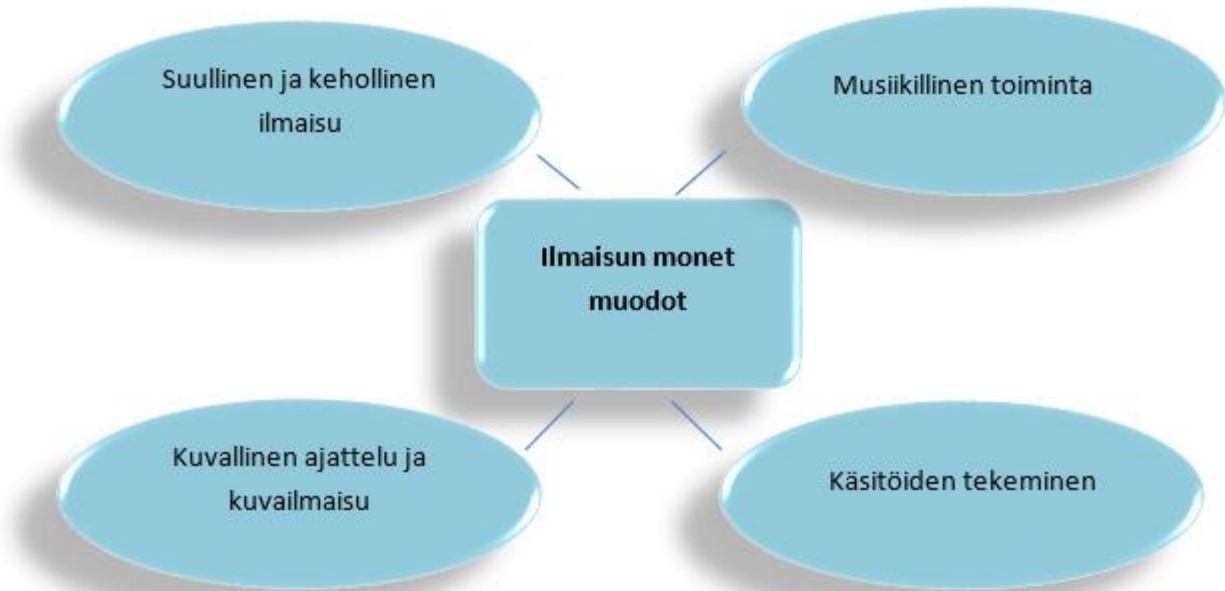 Suullinen ja kehollinen
ilmaisu
Musiikillinen toiminta
Ilmaisun monet
muodot
Kuvallinen ajattelu ja
kuvailmaisu
Käsitöiden tekeminen